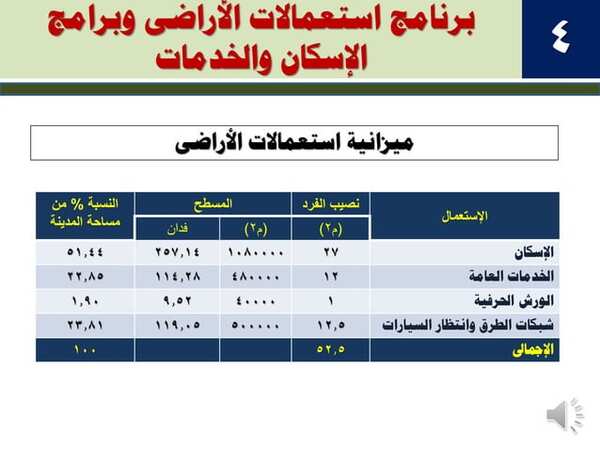 ٤
برنامج استعمالات الأراضى وبرامج
الإسكان والخدمات
ميزانية استعمالات الأراضى
الإستعمال نصيب الفرد المسطح النسبة % من مساحة المدينة
(م٢) (م٢) فدان
الإسكان ٢٧ ١٠٨٠٠٠٠ ٢٥٧,١٤ ٥١,٤٤
الخدمات العامة ١٢ ٤٨٠٠٠٠ ١١٤,٢٨ ٢٢,٨٥
الورش الحرفية ١ ٤٠٠٠٠ ٩,٥٢ ١,٩٠
شبكات الطرق وانتظار السيارات ١٢,٥ ٥٠٠٠٠٠ ١١٩,٠٥ ٢٣,٨١
الإجمالى ٥٢,٥ ١٠٠